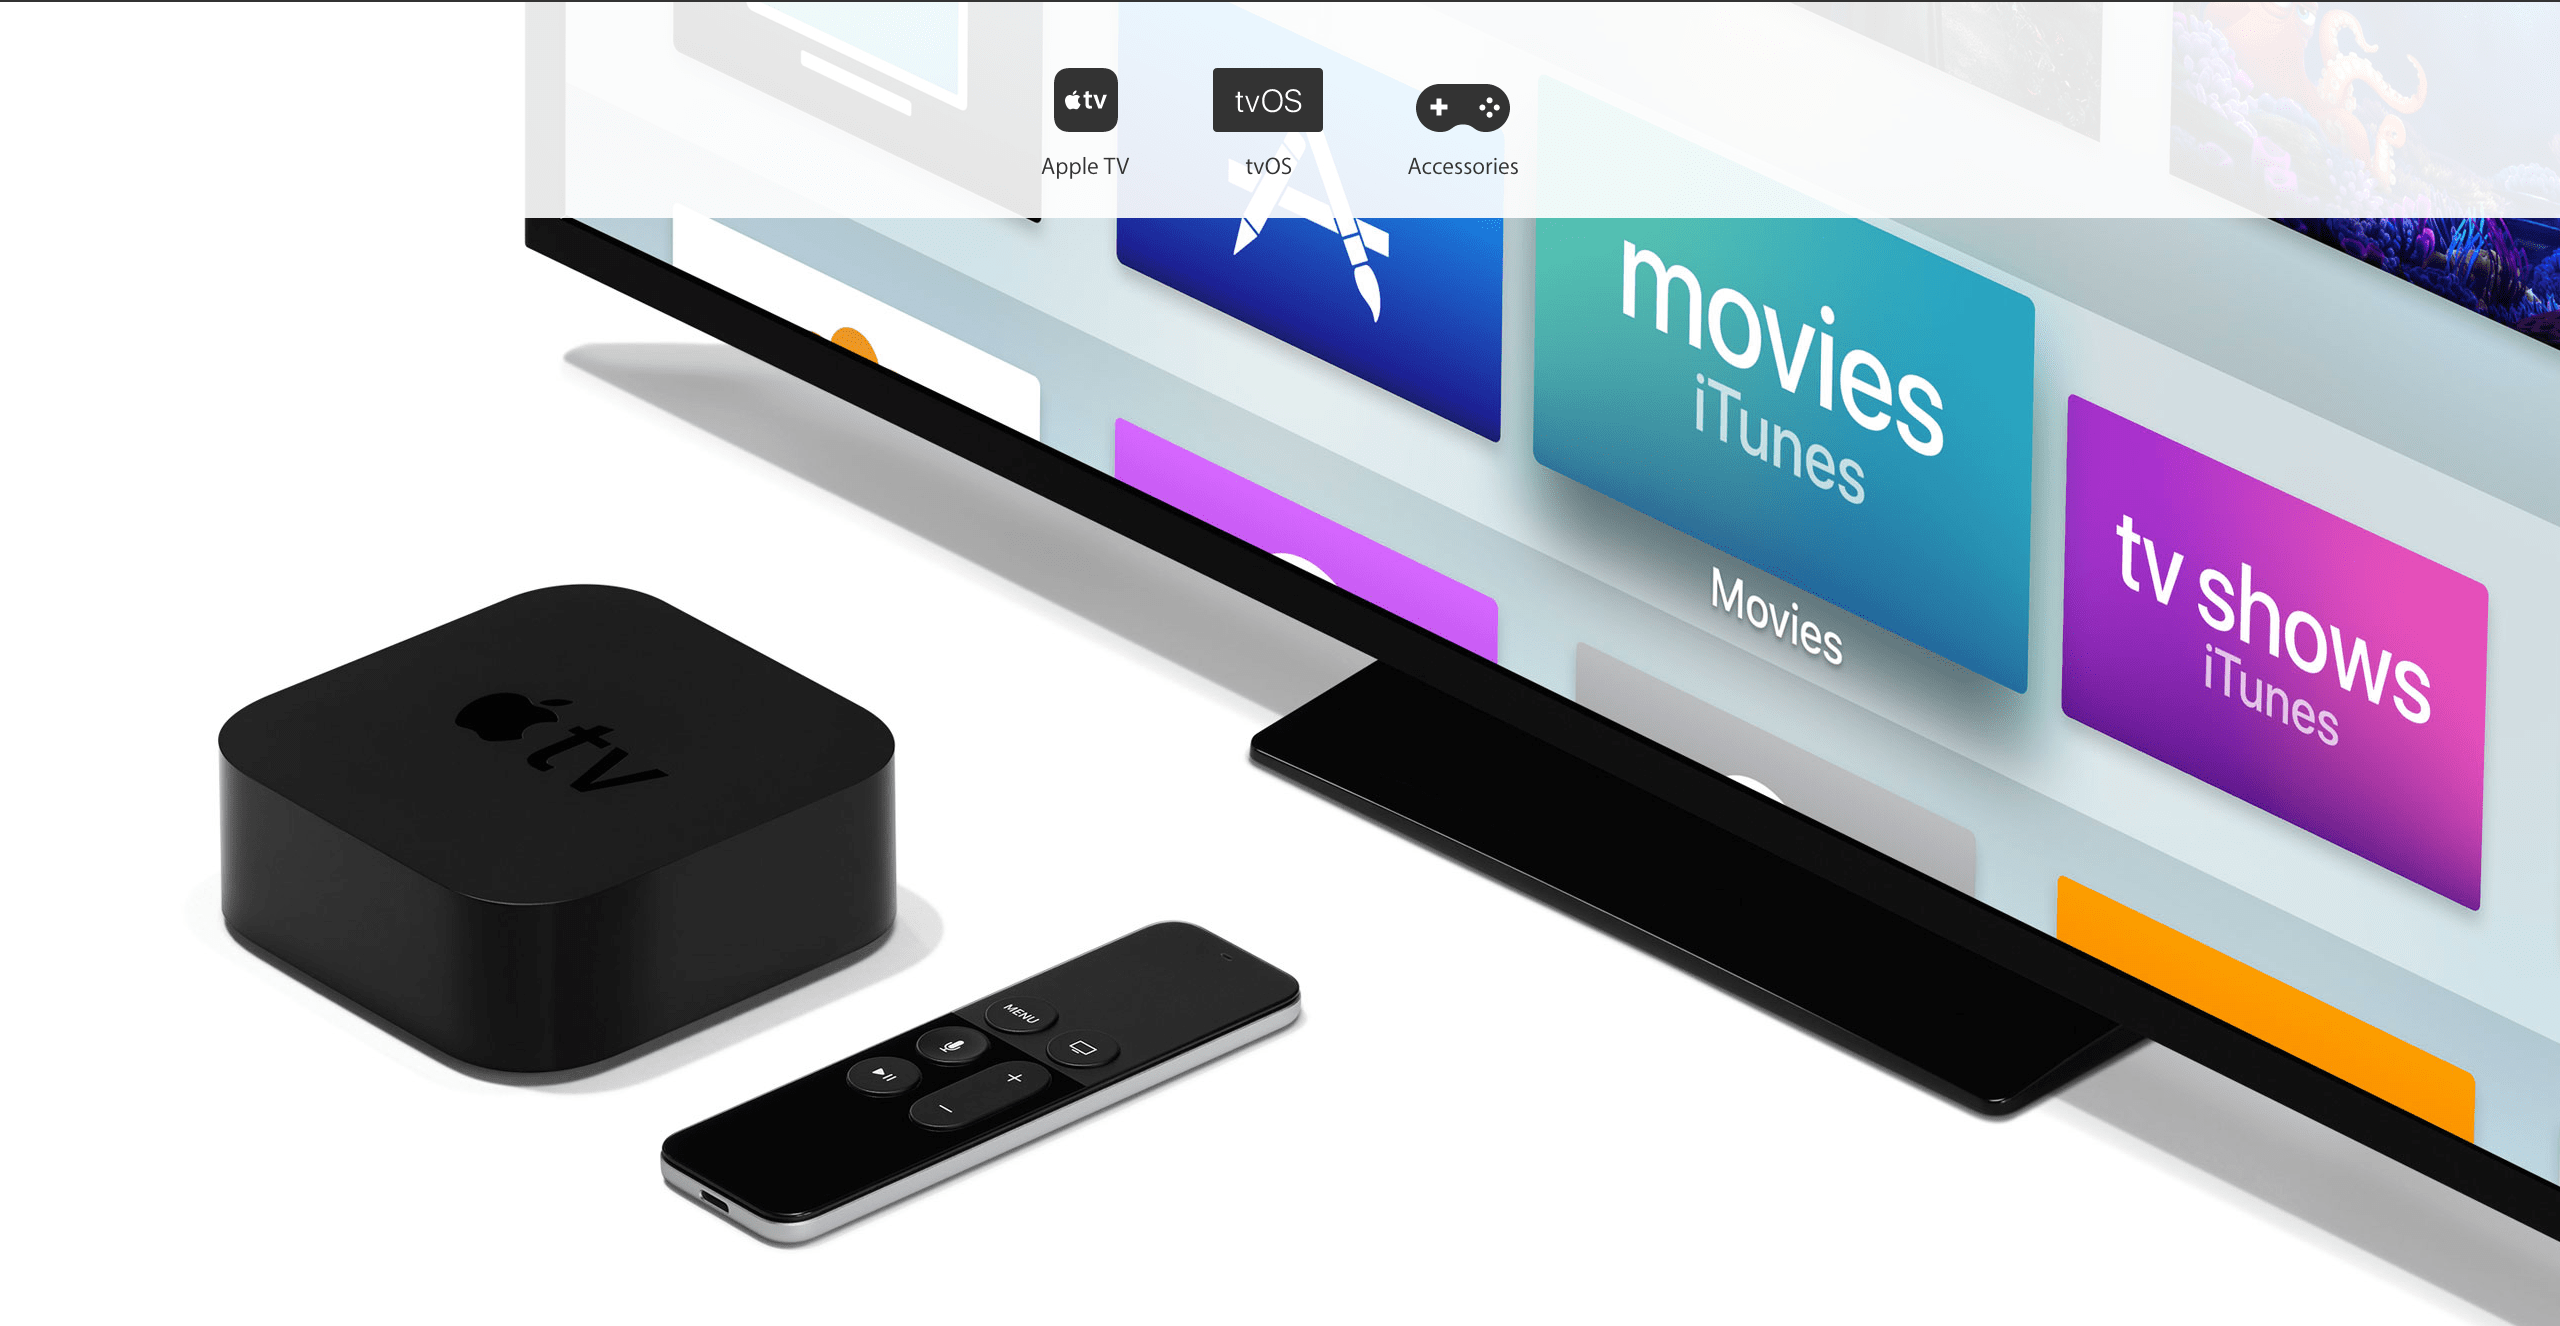 tv
tvOS
Apple TV
tvOS
Accessories
movies
iTunes
Movies
tv shows
iTunes
tv
MENU